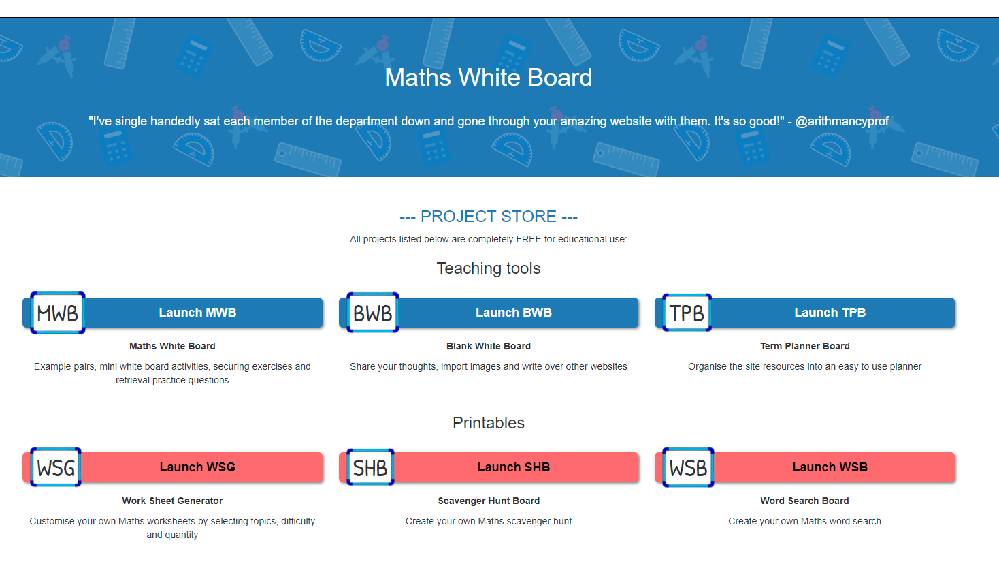 Maths White Board
"I've single handedly sat each member of the department down and gone through your amazing website with them. It's so good!" - @arithmancyprof
--- PROJECT STORE ---
All projects listed below are completely FREE for educational use:
Teaching tools
MWB
Launch MWB
Maths White Board
Example pairs, mini white board activities, securing exercises and
retrieval practice questions
BWB
Launch BWB
Blank White Board
Share your thoughts, import images and write over other websites
TPB
Launch TPB
Term Planner Board
Organise the site resources into an easy to use planner
Printables
WSG
Launch WSG
Work Sheet Generator
Customise your own Maths worksheets by selecting topics, difficulty
and quantity
SHB
Launch SHB
Scavenger Hunt Board
Create your own Maths scavenger hunt
WSB
Launch WSB
Word Search Board
Create your own Maths word search